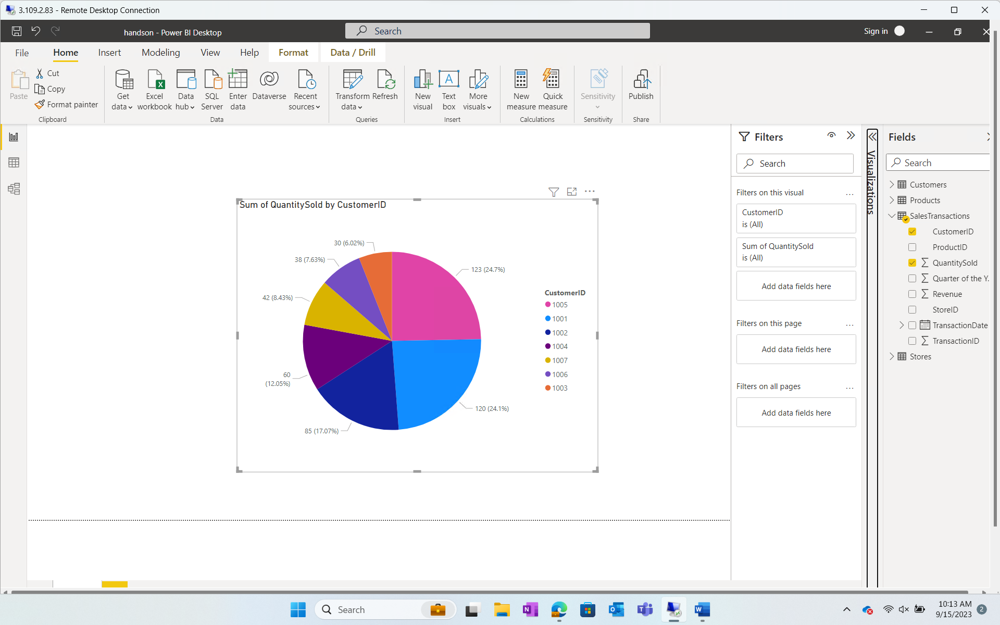 3.109.2.83 - Remote Desktop Connection
handson - Power BI Desktop
Search
Sign in
File
Home
Insert
Modeling
View
Help
Format
Data / Drill
Paste
Cut
Copy
Format painter
Clipboard
Get
data
Excel
workbook
Data
hub
SQL
Server
Enter
data
Dataverse
Recent
sources
Data
Transform
data
Refresh
Queries
New
visual
Text
box
More
visuals
Insert
New
measure
Quick
measure
Calculations
Sensitivity
Sensitivity
Publish
Share
Sum of QuantitySold by CustomerID
30 (6.02%)
38 (7.63%)
42 (8.43%)
60
(12.05%)
85 (17.07%)
120 (24.1%)
123 (24.7%)
CustomerID
1005
1001
1002
1004
1007
1006
1003
Filters
Search
Filters on this visual
...
CustomerID
is (All)
Sum of QuantitySold
is (All)
Add data fields here
Filters on this page
...
Add data fields here
Filters on all pages
...
Add data fields here
Visualizations
Fields
Search
Customers
Products
SalesTransactions
CustomerID
ProductID
QuantitySold
Quarter of the Y.
Revenue
StoreID
TransactionDate
TransactionID
Stores
Search
10:13 AM
9/15/2023
2